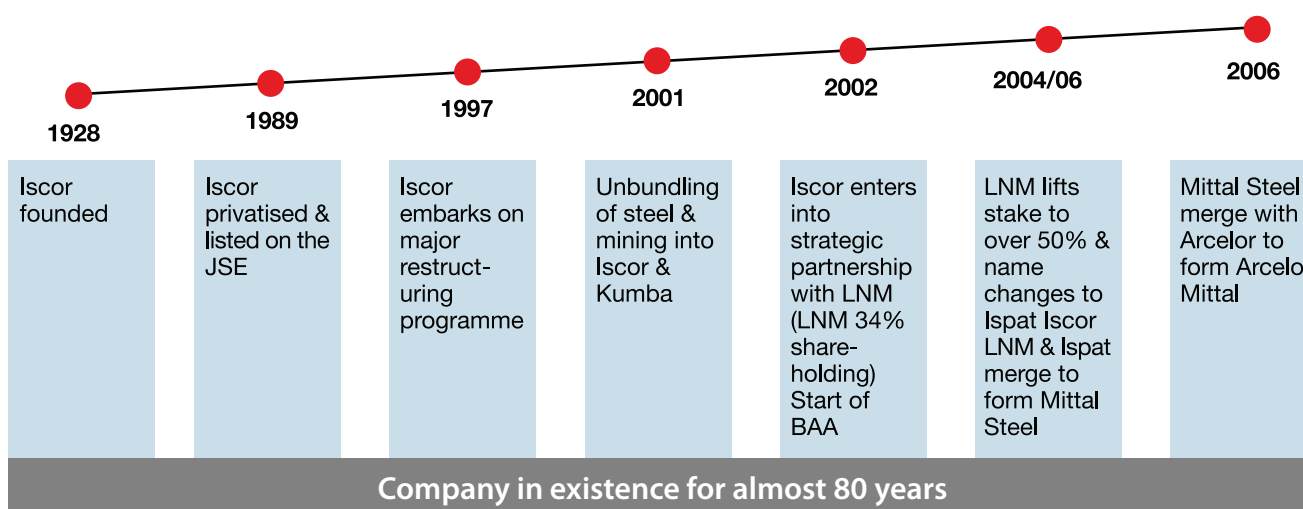 1928
1989
1997
2001
2002
2004/06
2006
Iscor
founded
Iscor
privatised &
listed on the
JSE
Iscor
embarks on
major
restruct-
uring
programme
Unbundling
of steel &
mining into
Iscor &
Kumba
Iscor enters
into
strategic
partnership
with LNM
(LNM 34%
share-
holding)
Start of
BAA
LNM lifts
stake to
over 50% &
name
changes to
Ispat Iscor
LNM & Ispat
merge to
form Mittal
Steel
Mittal Steel
merge with
Arcelor to
form Arcelo
Mittal
Company in existence for almost 80 years